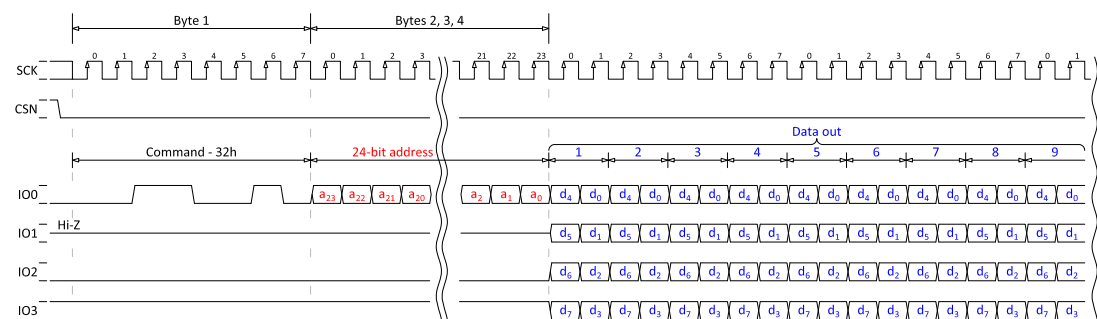 Byte 1 Bytes 2, 3, 4
0 1 2 3 4 5 6 7 0 1 2 3 21 22 23 0 1 2 3 4 5 6 7 0 1 2 3 4 5 6 7 0 1
SCK
CSN
Data out
Command - 32h 24-bit address 1 2 3 4 5 6 7 8 9
IO0 a23 a22 a21 a20 a2 a1 a0 d4 d0 d4 d0 d4 d0 d4 d0 d4 d0 d4 d0 d4 d0 d4 d0 d4 d0
Hi-Z
IO1 d5 d1 d5 d1 d5 d1 d5 d1 d5 d1 d5 d1 d5 d1 d5 d1 d5 d1
IO2 d6 d2 d6 d2 d6 d2 d6 d2 d6 d2 d6 d2 d6 d2 d6 d2 d6 d2
IO3 d7 d3 d7 d3 d7 d3 d7 d3 d7 d3 d7 d3 d7 d3 d7 d3 d7 d3